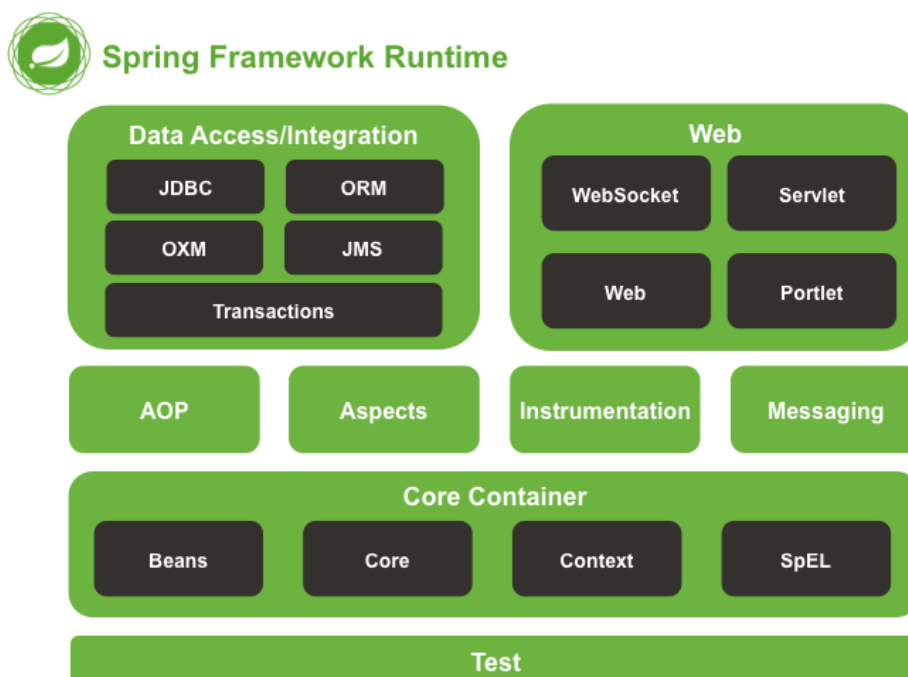 Spring Framework Runtime
Data Access/Integration
JDBC
ORM
OXM
JMS
Transactions
Web
WebSocket
Servlet
Web
Portlet
AOP
Aspects
Instrumentation
Messaging
Core Container
Beans
Core
Context
SpEL
Test